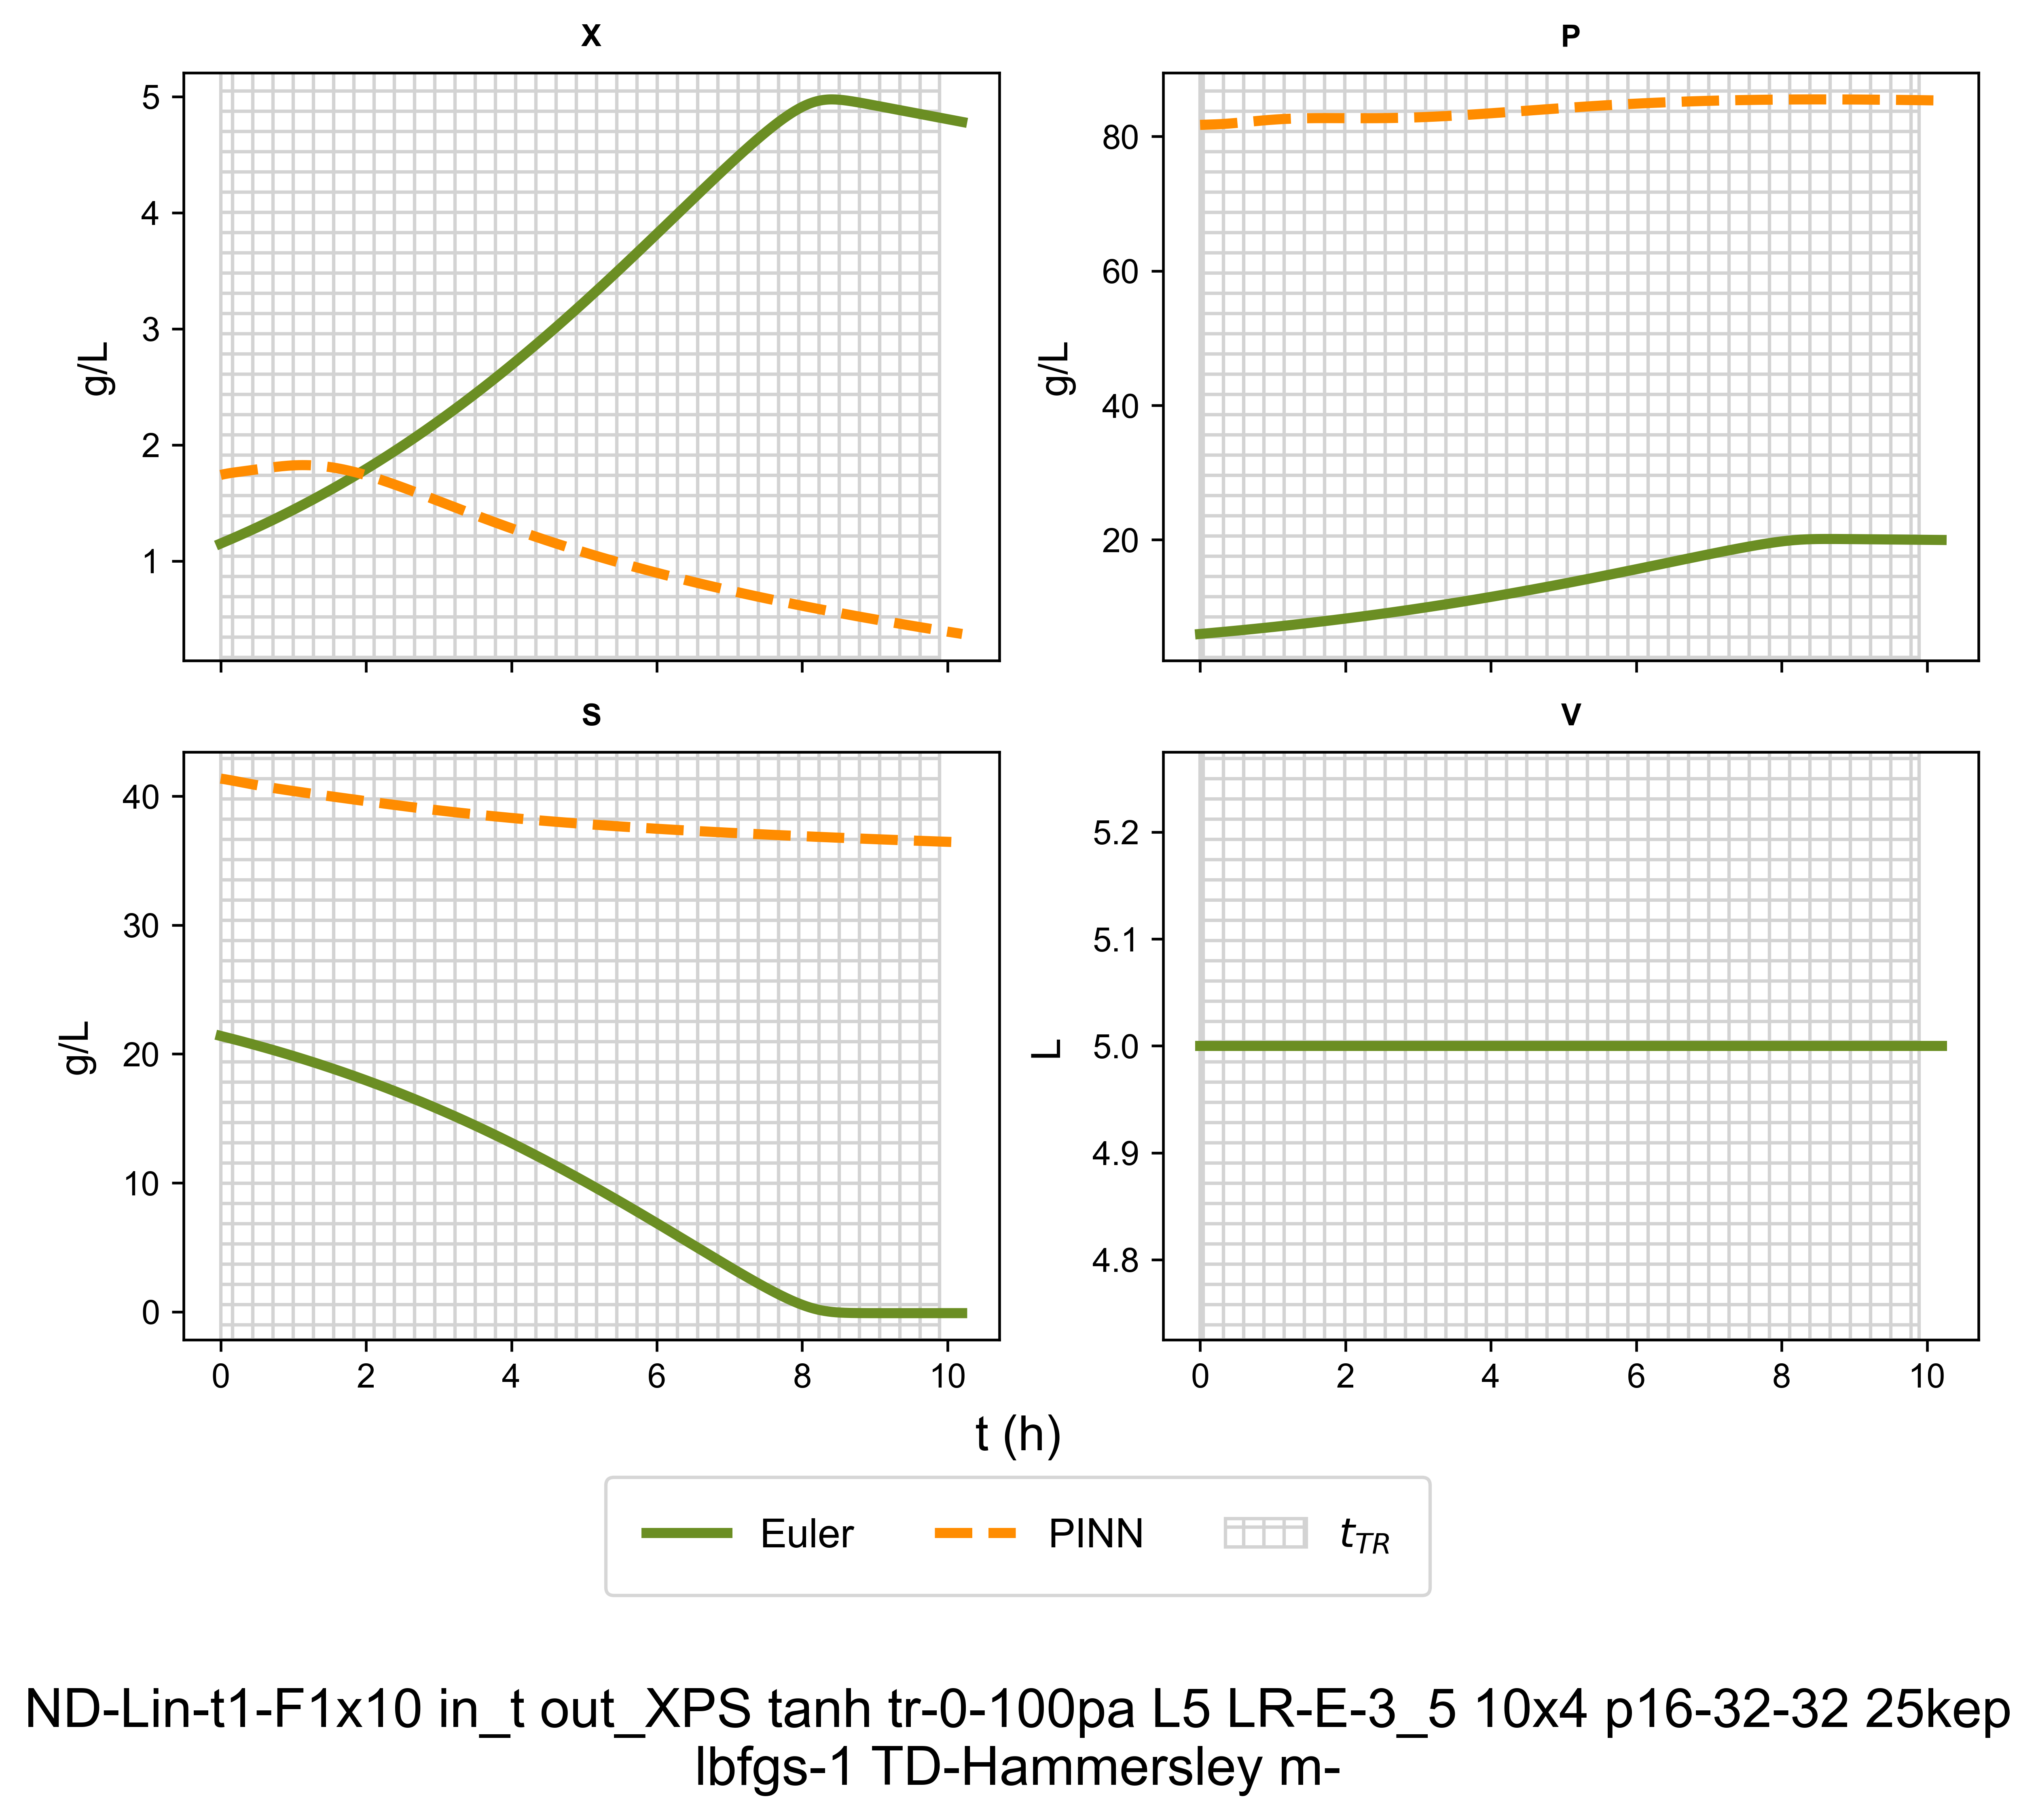 X
5
4
3
2
1
g/L
P
80
60
40
20
g/L
S
40
30
20
10
0
g/L
0 2 4 6 8 10
V
5.2
5.1
5.0
4.9
4.8
L
0 2 4 6 8 10
t (h)
Euler PINN t_{TR}
ND-Lin-t1-F1x10 in_t out_XPS tanh tr-0-100pa L5 LR-E-3_5 10x4 p16-32-32 25kep
lbfgs-1 TD-Hammersley m-